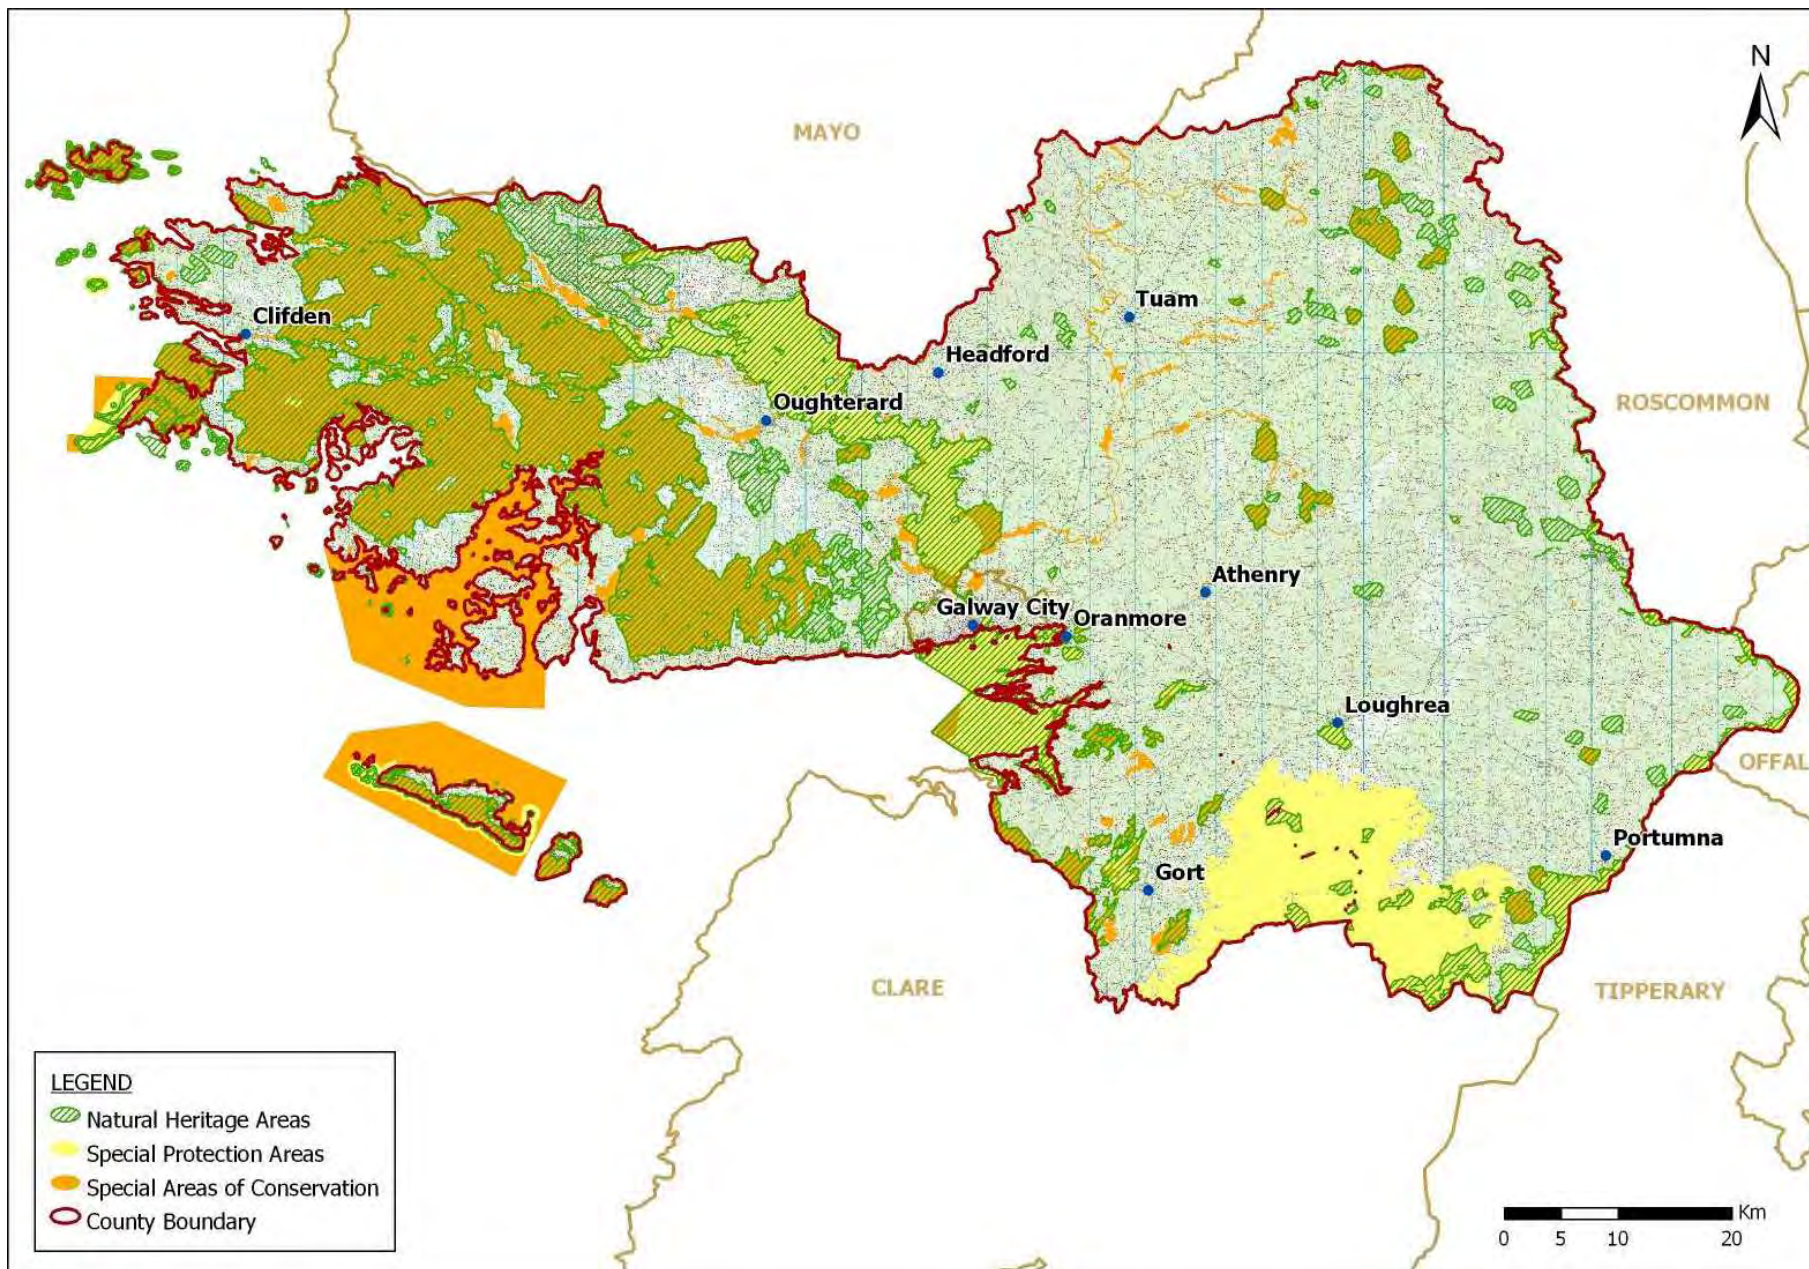 N
MAYO
Clifden
Tuam
Headford
Oughterard
ROSCOMMON
Athenry
Galway City
Oranmore
Loughrea
OFFAL
Portumna
Gort
CLARE
TIPPERARY
LEGEND
Natural Heritage Areas
Special Protection Areas
Special Areas of Conservation
County Boundary
Km
0 5 10 20